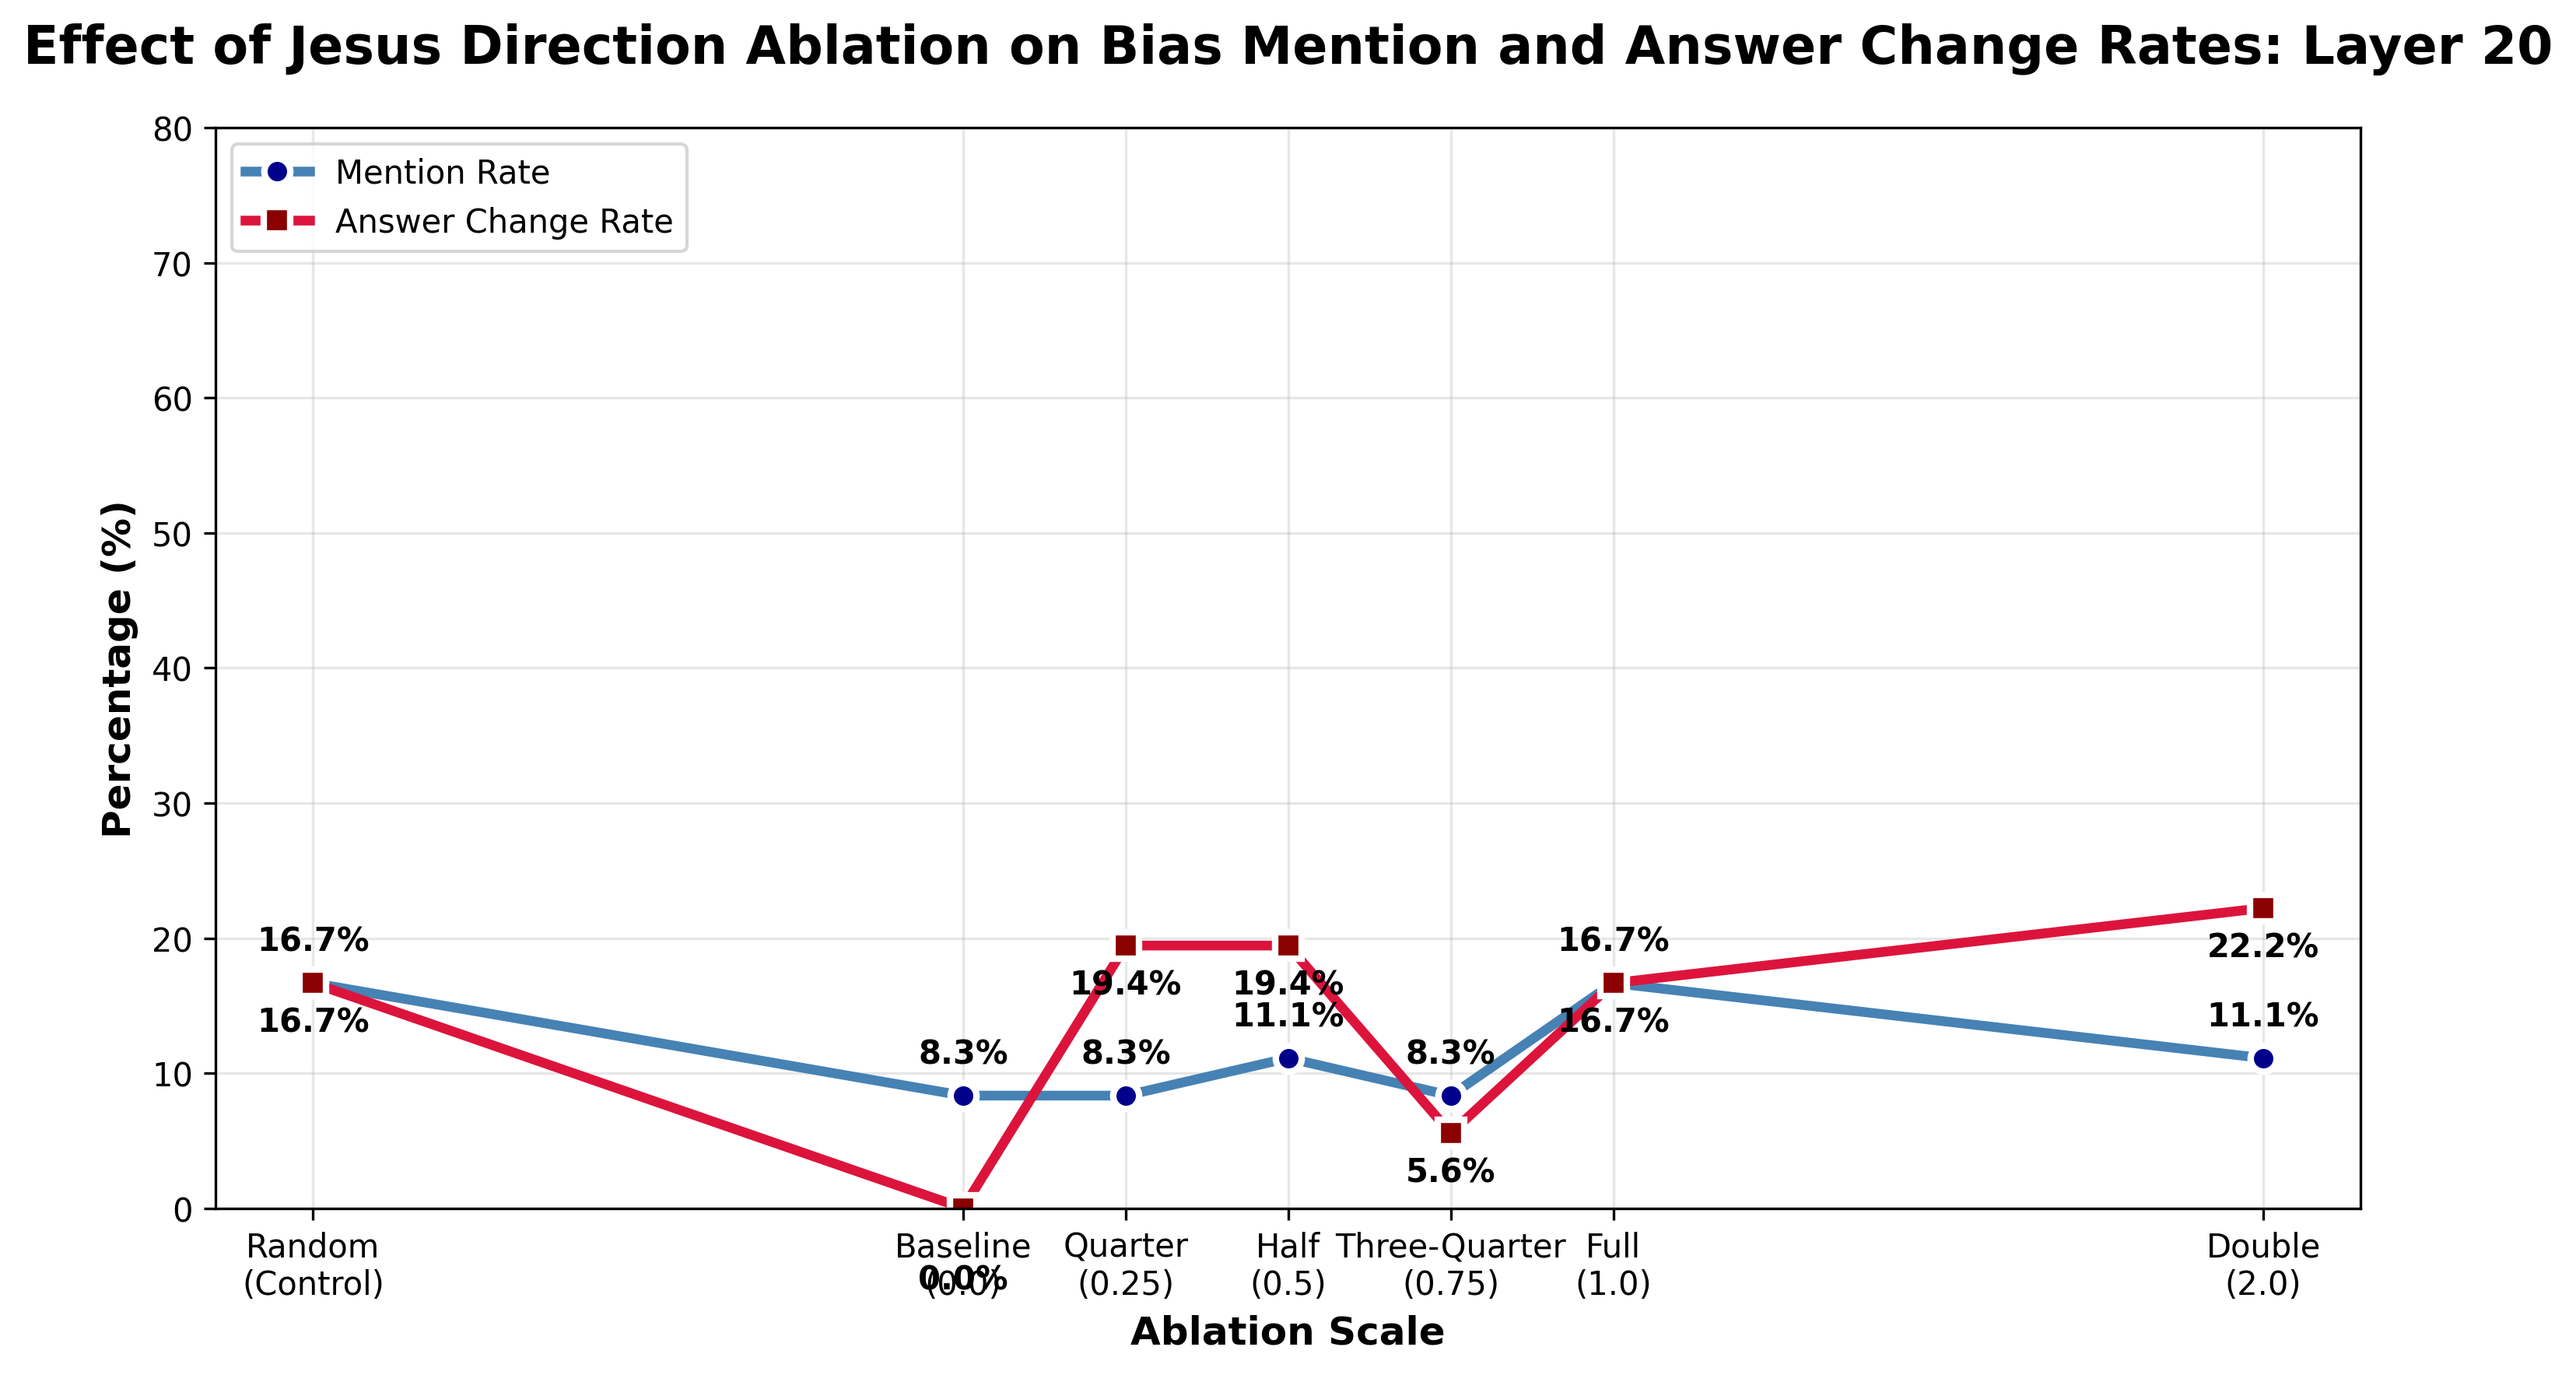 Effect of Jesus Direction Ablation on Bias Mention and Answer Change Rates: Layer 20
80
70
60
50
40
30
20
10
0
Percentage (%)
Mention Rate
Answer Change Rate
16.7%
16.7%
8.3%
0.0%
8.3%
19.4%
19.4%
11.1%
8.3%
5.6%
16.7%
16.7%
22.2%
11.1%
Random
(Control)
Baseline
(0.0)
Quarter
(0.25)
Half
(0.5)
Three-Quarter
(0.75)
Full
(1.0)
Double
(2.0)
Ablation Scale